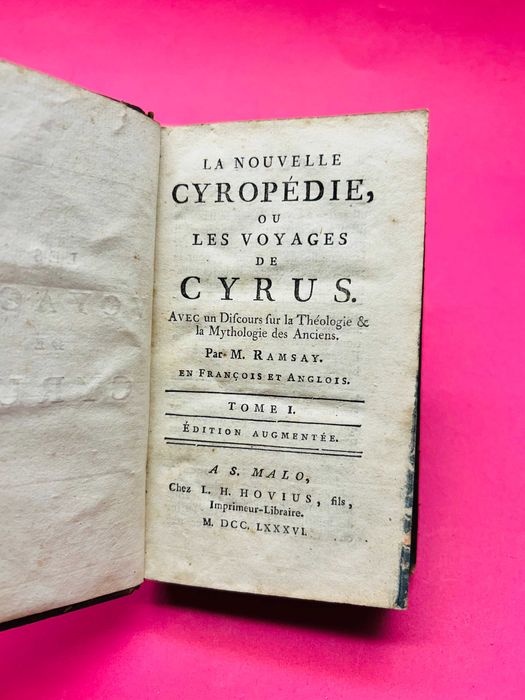 LA NOUVELLE
CYROPÉDIE,
OU
LES VOYAGES
DE
CYRUS.
AVEC un Diſcours ſur la Théologie &
la Mythologie des Anciens.
Par M. RAMSAY.
EN FRANÇOIS ET ANGLOIS.
TOME I.
ÉDITION AUGMENTÉE.
A S. MALO,
Chez L. H. HOVIUS, fils,
Imprimeur-Libraire.
M. DCC. LXXXVI.